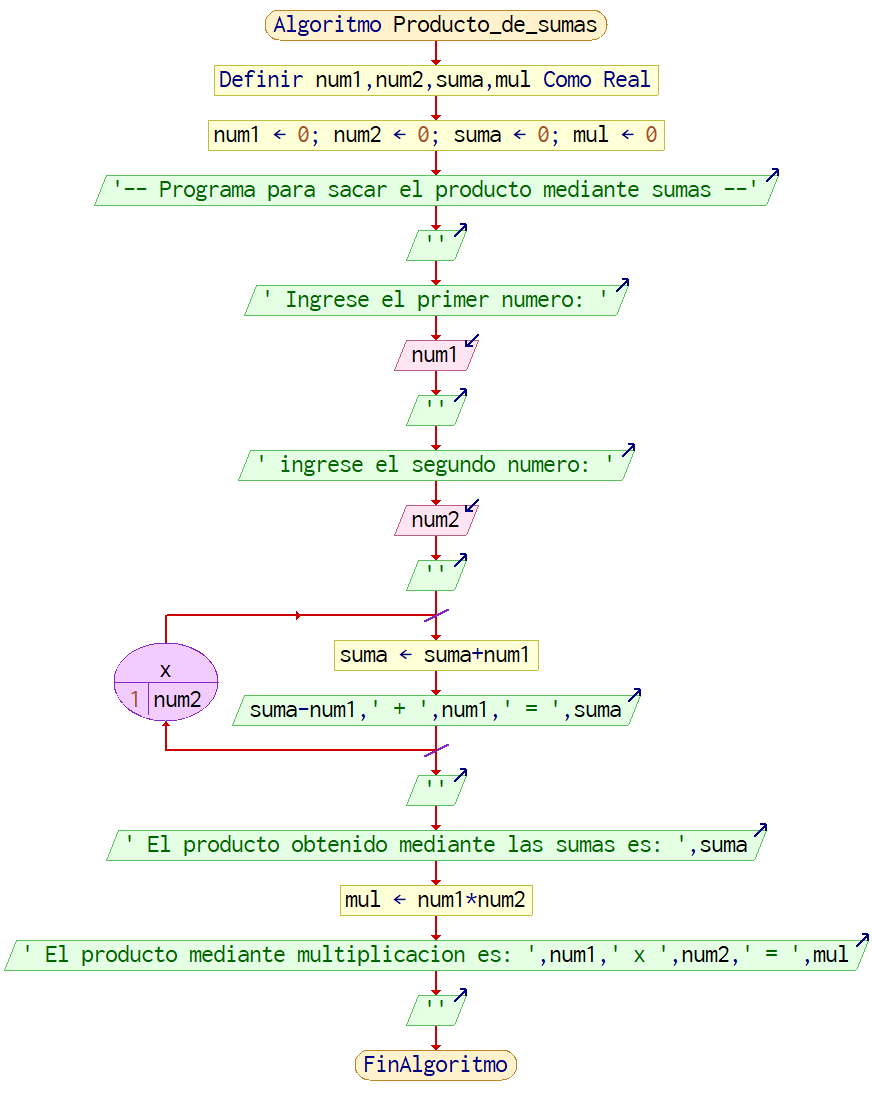 Algoritmo Producto_de_sumas
Definir num1,num2,suma,mul Como Real
num1 ← 0; num2 ← 0; suma ← 0; mul ← 0
'-- Programa para sacar el producto mediante sumas --'
''
' Ingrese el primer numero: '
num1
''
' ingrese el segundo numero: '
num2
''
suma ← suma+num1
x
1 num2
suma-num1,' + ',num1,' = ',suma
''
' El producto obtenido mediante las sumas es: ',suma
mul ← num1*num2
' El producto mediante multiplicacion es: ',num1,' x ',num2,' = ',mul
''
FinAlgoritmo